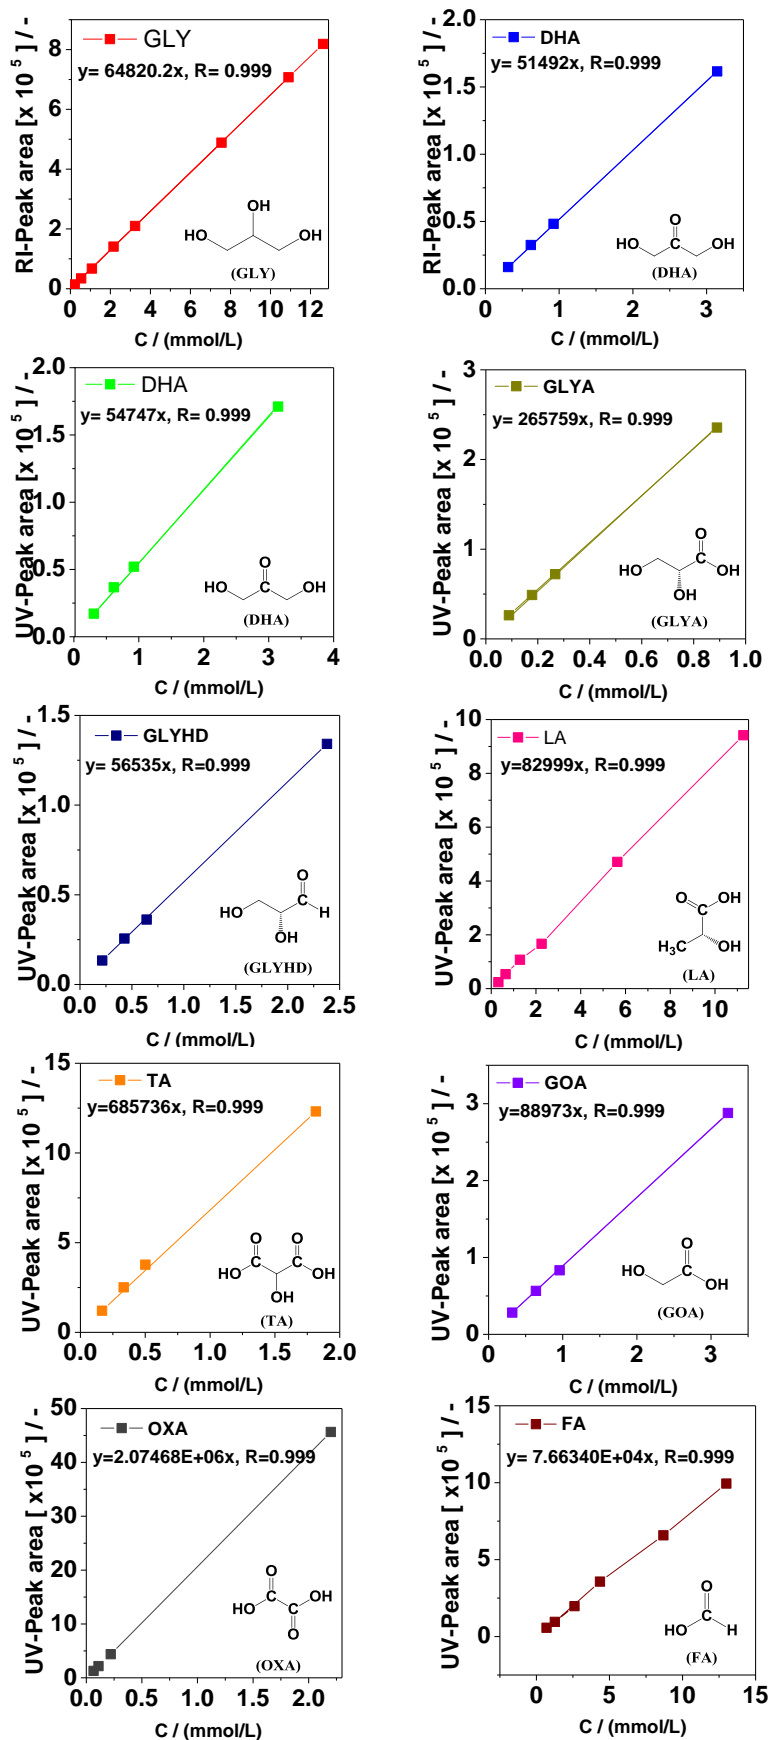 GLY
y= 64820.2x, R= 0.999
RI-Peak area [x 10 5 ] / -
8
6
4
2
0
OH
HO
OH
(GLY)
0 2 4 6 8 10 12
C / (mmol/L)
DHA
y= 51492x, R=0.999
RI-Peak area [x 10 5 ] / -
2.0
1.5
1.0
0.5
0.0
O
C
HO
OH
(DHA)
0 1 2 3
C / (mmol/L)
DHA
y= 54747x, R= 0.999
UV-Peak area [x 10 5 ] / -
2.0
1.5
1.0
0.5
0.0
O
C
HO
OH
(DHA)
0 1 2 3 4
C / (mmol/L)
GLYA
y= 265759x, R= 0.999
UV-Peak area [x 10 5 ] / -
3
2
1
0
O
C
HO
OH
OH
(GLYA)
0.0 0.2 0.4 0.6 0.8 1.0
C / (mmol/L)
GLYHD
y= 56535x, R=0.999
UV-Peak area [x 10 5 ] / -
1.5
1.0
0.5
0.0
O
C
HO
H
OH
(GLYHD)
0.0 0.5 1.0 1.5 2.0 2.5
C / (mmol/L)
LA
y=82999x, R=0.999
UV-Peak area [x 10 5 ] / -
10
8
6
4
2
0
O
OH
C
H3C
OH
(LA)
0 2 4 6 8 10
C / (mmol/L)
TA
y=685736x, R=0.999
UV-Peak area [x 10 5 ] / -
15
10
5
0
O O
C C
HO OH
OH
(TA)
0.0 0.5 1.0 1.5 2.0
C / (mmol/L)
GOA
y=88973x, R=0.999
UV-Peak area [x 10 5 ] / -
3
2
1
0
O
HO
C
OH
(GOA)
0 1 2 3
C / (mmol/L)
OXA
y=2.07468E+06x, R=0.999
UV-Peak area [ x10 5 ] / -
50
40
30
20
10
0
O
C
OH
HO
C
O
(OXA)
0.0 0.5 1.0 1.5 2.0
C / (mmol/L)
FA
y= 7.66340E+04x, R=0.999
UV-Peak area [ x10 5 ] / -
15
10
5
0
O
C
HO
H
(FA)
0 5 10 15
C / (mmol/L)